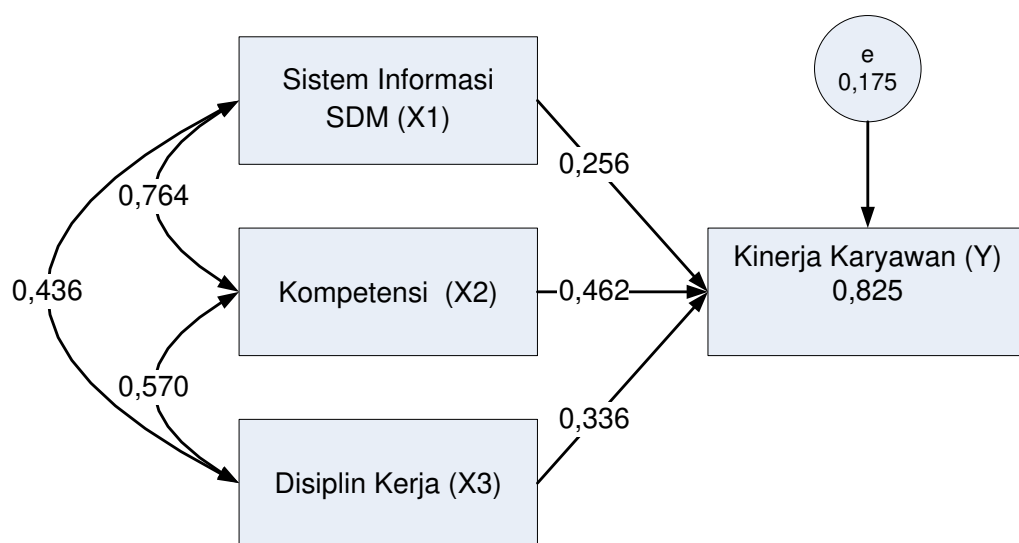 e
0,175
Sistem Informasi
SDM (X1)
0,256
0,764
Kinerja Karyawan (Y)
0,825
0,436
Kompetensi (X2)
0,462
0,570
0,336
Disiplin Kerja (X3)